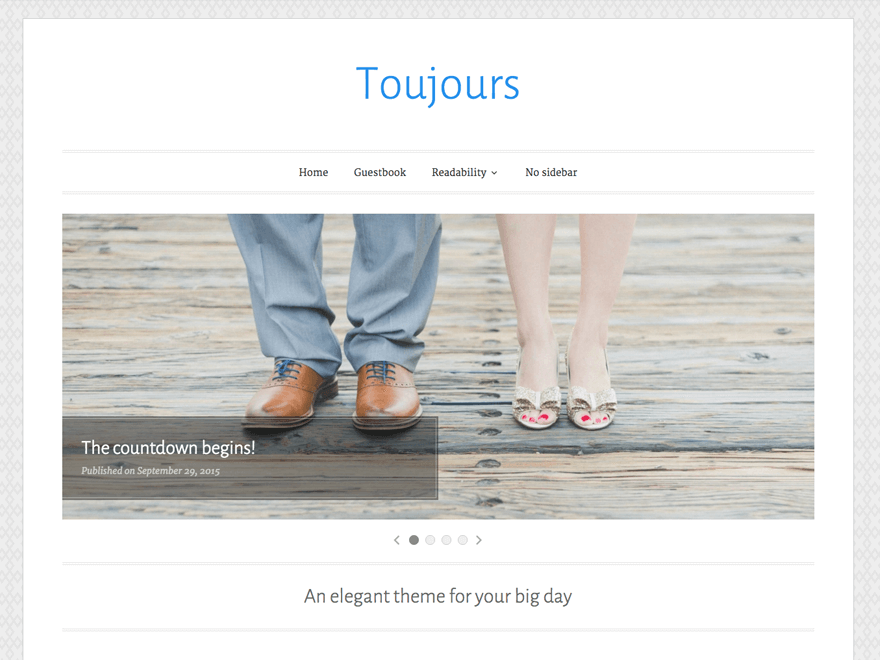 Toujours
Home Guestbook Readability No sidebar
The countdown begins!
Published on September 29, 2015
An elegant theme for your big day